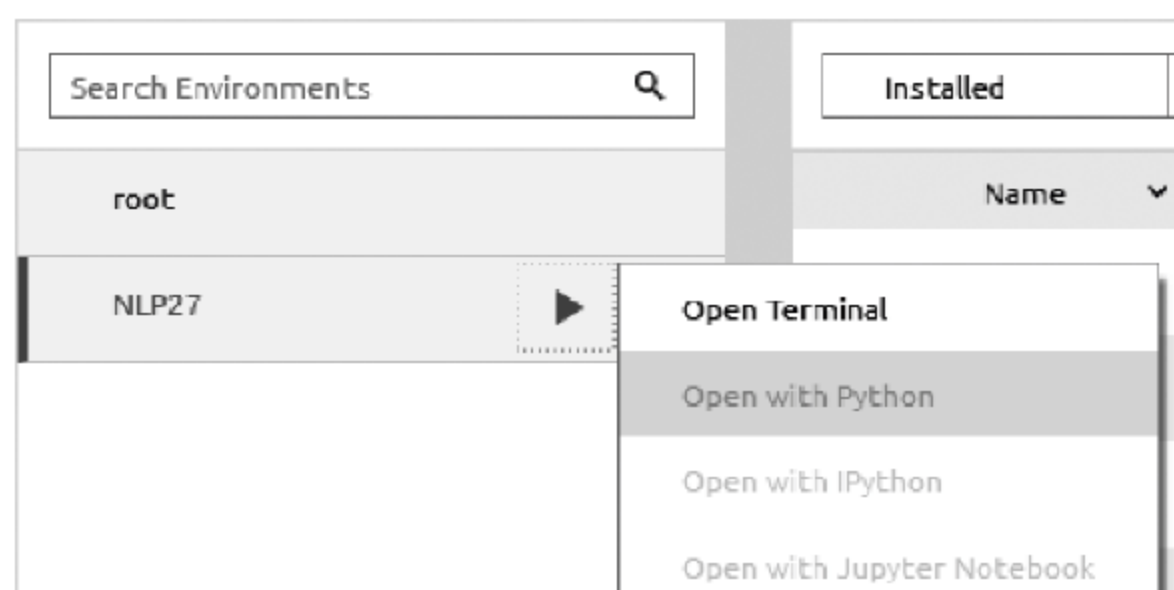 Search Environments
Installed
root
Name
NLP27
Open Terminal
Open with Python
Open with IPython
Open with Jupyter Notebook